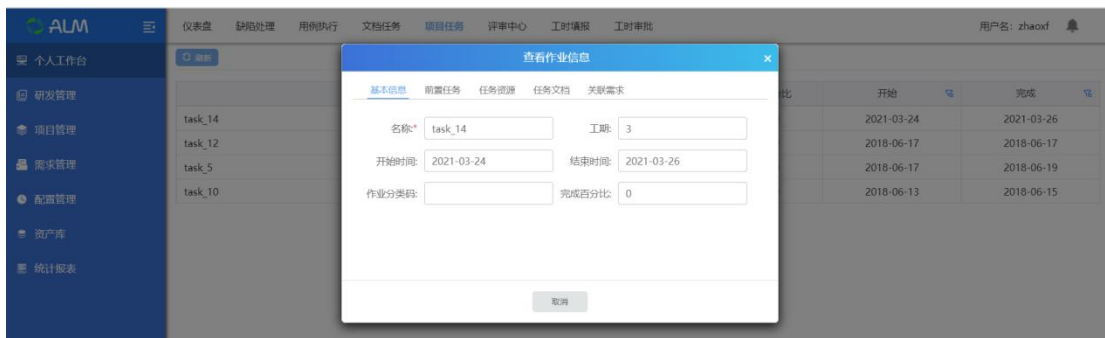 ALM
仪表盘 缺陷处理 用例执行 文档任务 项目任务 评审中心 工时填报 工时审批 用户名: zhaoxf
个人工作台
刷新
查看作业信息
研发管理
基本信息 前置任务 任务资源 任务文档 关联需求
比 开始 完成
名称:* task_14 工期: 3
task_14 2021-03-24 2021-03-26
项目管理
task_12 2018-06-17 2018-06-17
开始时间: 2021-03-24 结束时间: 2021-03-26
需求管理
task_5 2018-06-17 2018-06-19
作业分类码: 完成百分比: 0
配置管理
task_10 2018-06-13 2018-06-15
资产库
统计报表
取消